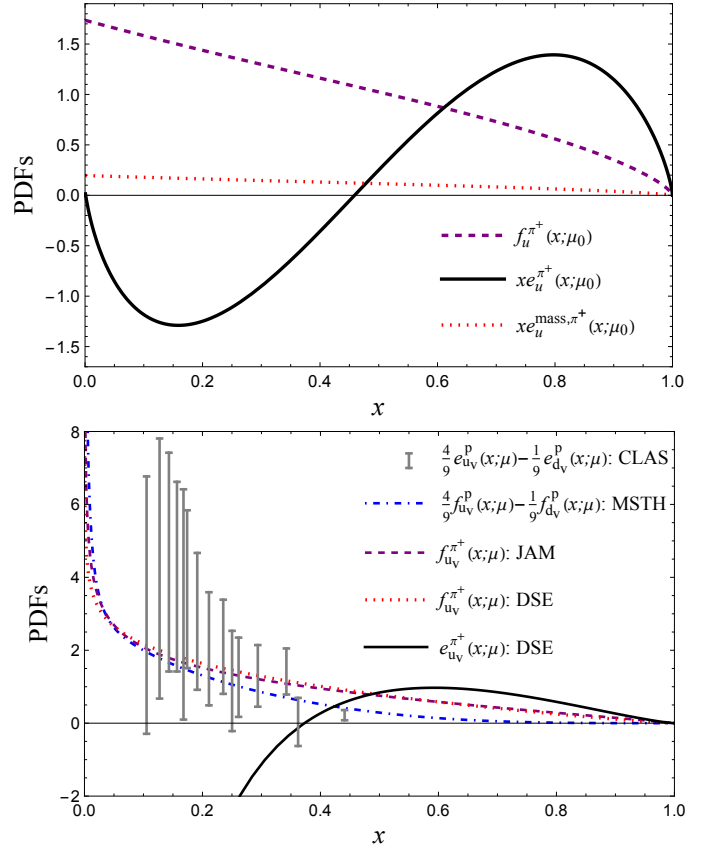 1.5
1.0
0.5
0.0
-0.5
-1.0
-1.5
PDFs
f_u^{π⁺}(x;μ₀)
xe_u^{π⁺}(x;μ₀)
xe_u^{mass,π⁺}(x;μ₀)
0.0 0.2 0.4 0.6 0.8 1.0
x
8
6
4
2
0
-2
PDFs
4/9 e_{u_v}^p(x;μ)−1/9 e_{d_v}^p(x;μ): CLAS
4/9 f_{u_v}^p(x;μ)−1/9 f_{d_v}^p(x;μ): MSTH
f_{u_v}^{π⁺}(x;μ): JAM
f_{u_v}^{π⁺}(x;μ): DSE
e_{u_v}^{π⁺}(x;μ): DSE
0.0 0.2 0.4 0.6 0.8 1.0
x